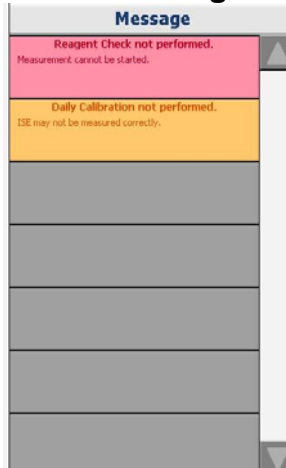 Message
Reagent Check not performed.
Measurement cannot be started.
Daily Calibration not performed.
ISE may not be measured correctly.